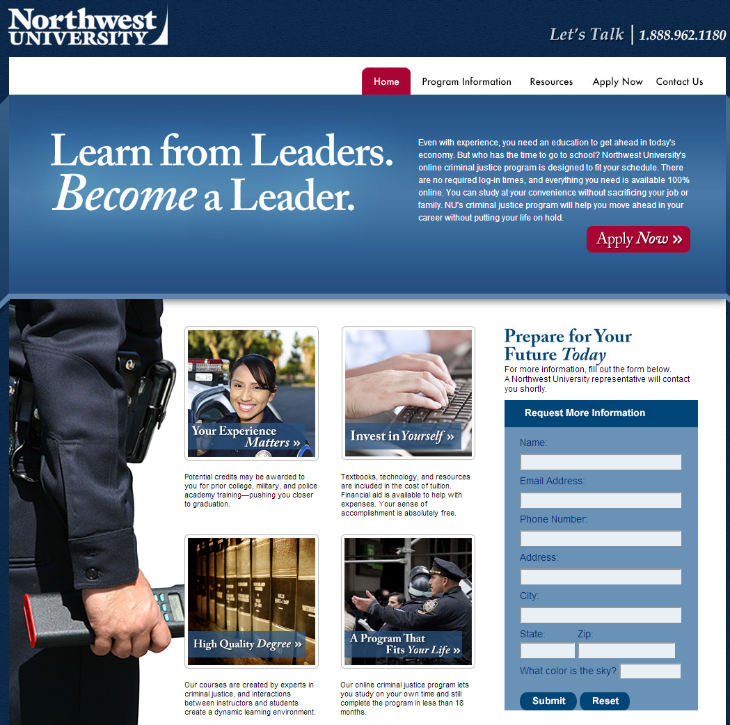 Northwest
UNIVERSITY
Let's Talk | 1.888.962.1180
Home Program Information Resources Apply Now Contact Us
Learn from Leaders.
Become a Leader.
Even with experience, you need an education to get ahead in today's
economy. But who has the time to go to school? Northwest University's
online criminal justice program is designed to fit your schedule. There
are no required log-in times, and everything you need is available 100%
online. You can study at your convenience without sacrificing your job or
family. NU's criminal justice program will help you move ahead in your
career without putting your life on hold.
Apply Now »
Your Experience
Matters »
Potential credits may be awarded to
you for prior college, military, and police
academy training—pushing you closer
to graduation.
Invest in Yourself »
Textbooks, technology, and resources
are included in the cost of tuition.
Financial aid is available to help with
expenses. Your sense of
accomplishment is absolutely free.
High Quality Degree »
Our courses are created by experts in
criminal justice, and interactions
between instructors and students
create a dynamic learning environment.
A Program That
Fits Your Life »
Our online criminal justice program lets
you study on your own time and still
complete the program in less than 18
months.
Prepare for Your
Future Today
For more information, fill out the form below.
A Northwest University representative will contact
you shortly.
Request More Information
Name:
Email Address:
Phone Number:
Address:
City:
State: Zip:
What color is the sky?
Submit Reset